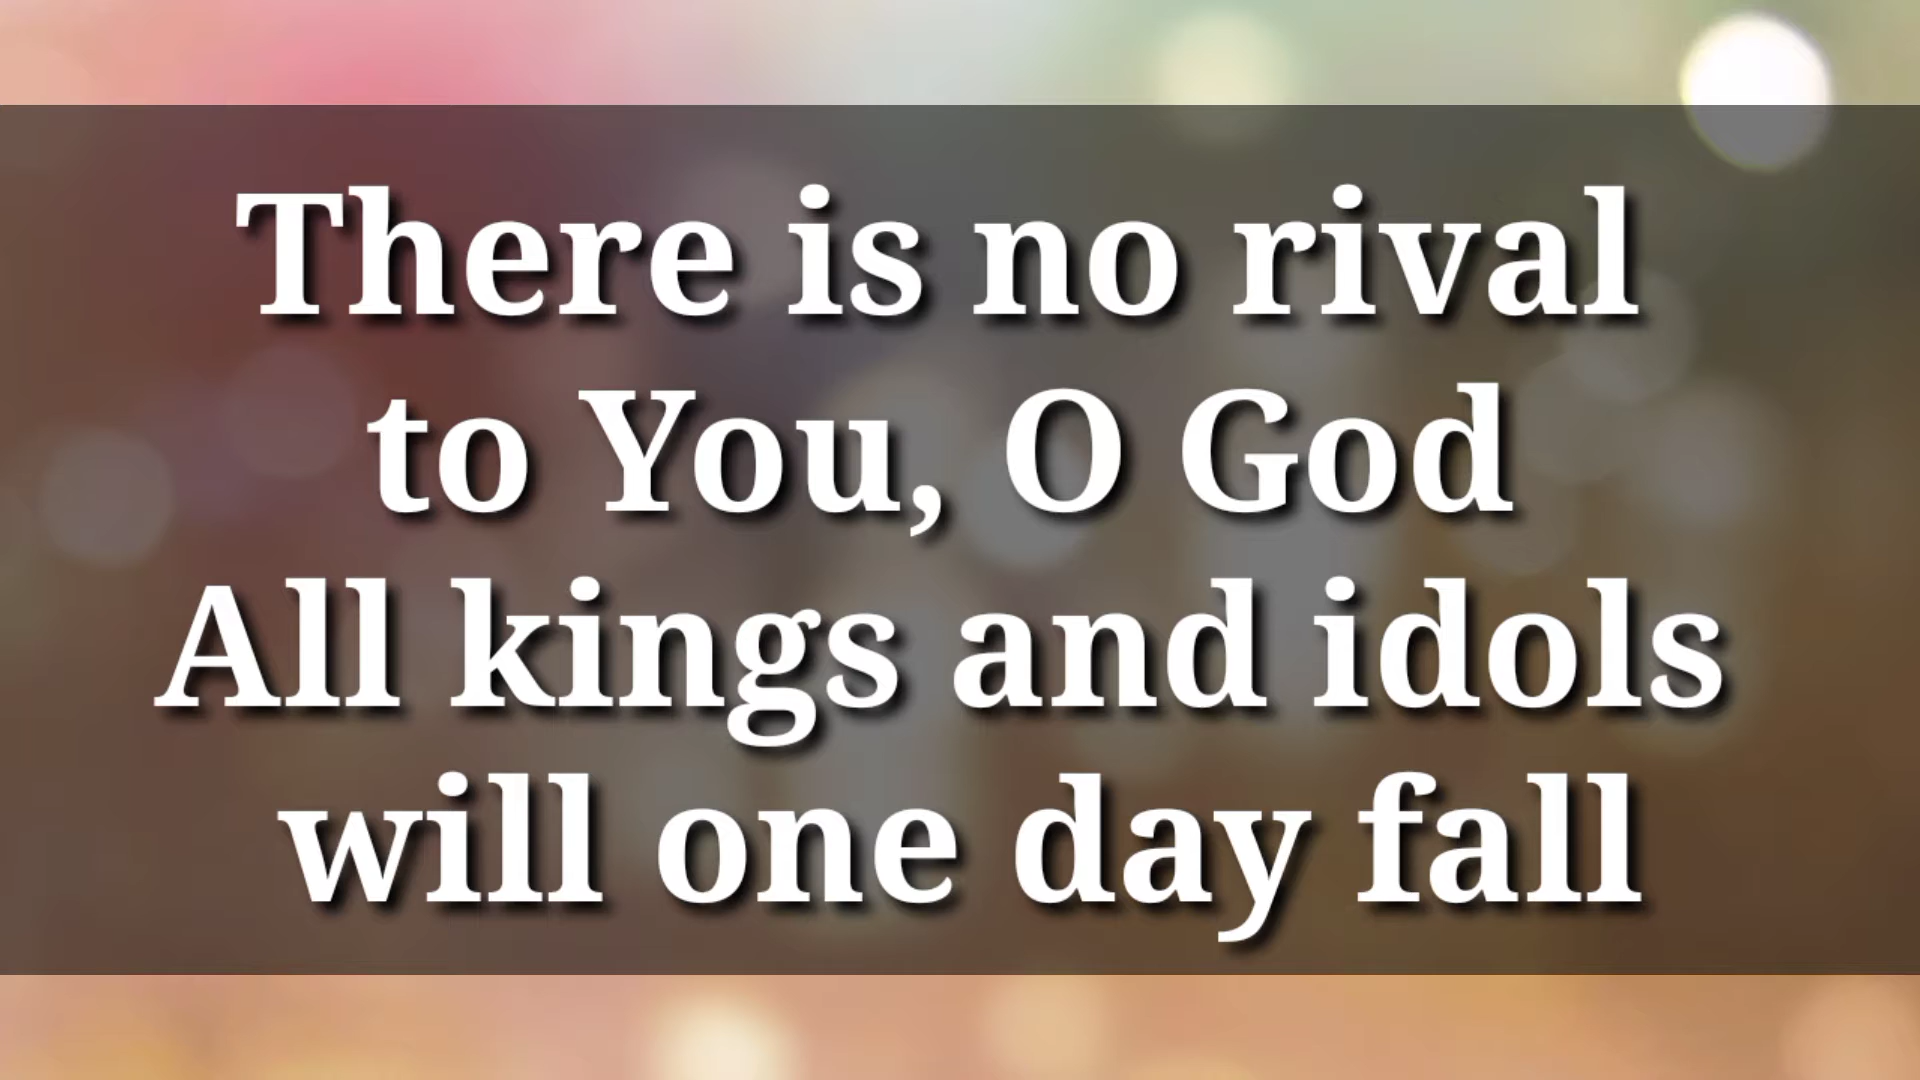 There is no rival
to You, O God
All kings and idols
will one day fall